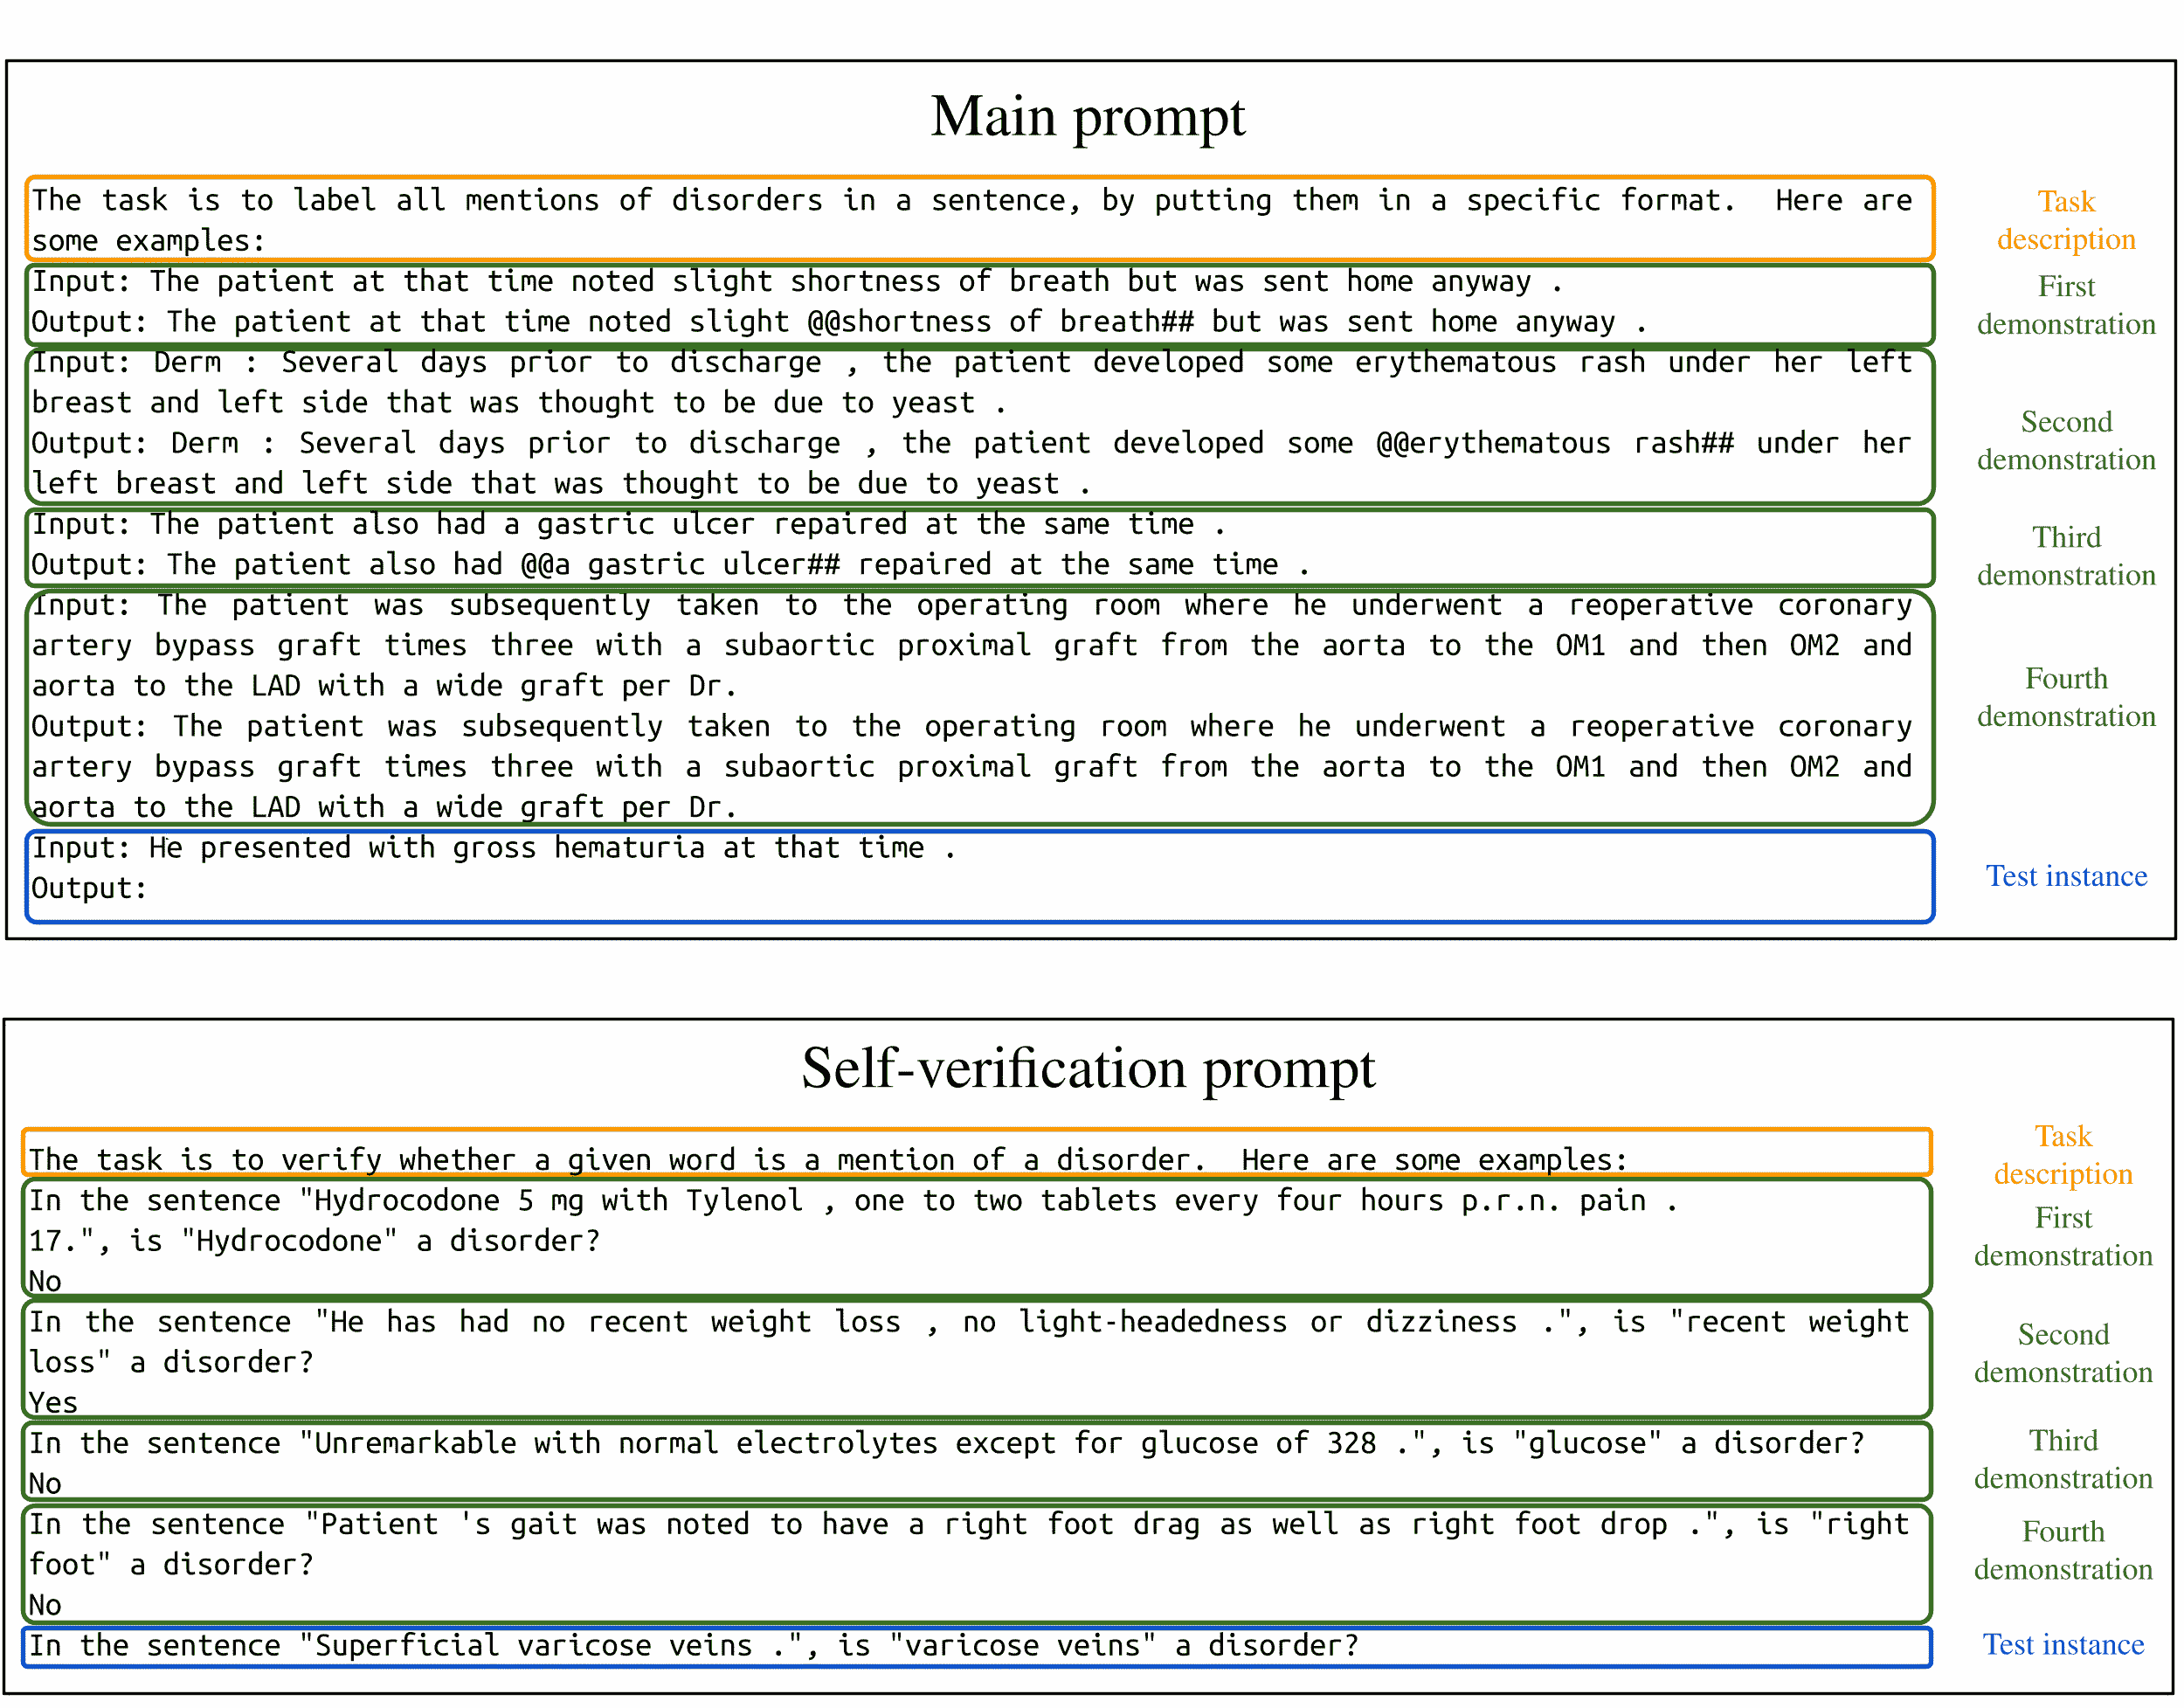 Main prompt
The task is to label all mentions of disorders in a sentence, by putting them in a specific format. Here are
some examples:
Task
description
Input: The patient at that time noted slight shortness of breath but was sent home anyway .
Output: The patient at that time noted slight @@shortness of breath## but was sent home anyway .
First
demonstration
Input: Derm : Several days prior to discharge , the patient developed some erythematous rash under her left
breast and left side that was thought to be due to yeast .
Output: Derm : Several days prior to discharge , the patient developed some @@erythematous rash## under her
left breast and left side that was thought to be due to yeast .
Second
demonstration
Input: The patient also had a gastric ulcer repaired at the same time .
Output: The patient also had @@a gastric ulcer## repaired at the same time .
Third
demonstration
Input: The patient was subsequently taken to the operating room where he underwent a reoperative coronary
artery bypass graft times three with a subaortic proximal graft from the aorta to the OM1 and then OM2 and
aorta to the LAD with a wide graft per Dr.
Output: The patient was subsequently taken to the operating room where he underwent a reoperative coronary
artery bypass graft times three with a subaortic proximal graft from the aorta to the OM1 and then OM2 and
aorta to the LAD with a wide graft per Dr.
Fourth
demonstration
Input: He presented with gross hematuria at that time .
Output:
Test instance
Self-verification prompt
The task is to verify whether a given word is a mention of a disorder. Here are some examples:
Task
description
In the sentence "Hydrocodone 5 mg with Tylenol , one to two tablets every four hours p.r.n. pain .
17.", is "Hydrocodone" a disorder?
No
First
demonstration
In the sentence "He has had no recent weight loss , no light-headedness or dizziness .", is "recent weight
loss" a disorder?
Yes
Second
demonstration
In the sentence "Unremarkable with normal electrolytes except for glucose of 328 .", is "glucose" a disorder?
No
Third
demonstration
In the sentence "Patient 's gait was noted to have a right foot drag as well as right foot drop .", is "right
foot" a disorder?
No
Fourth
demonstration
In the sentence "Superficial varicose veins .", is "varicose veins" a disorder?
Test instance